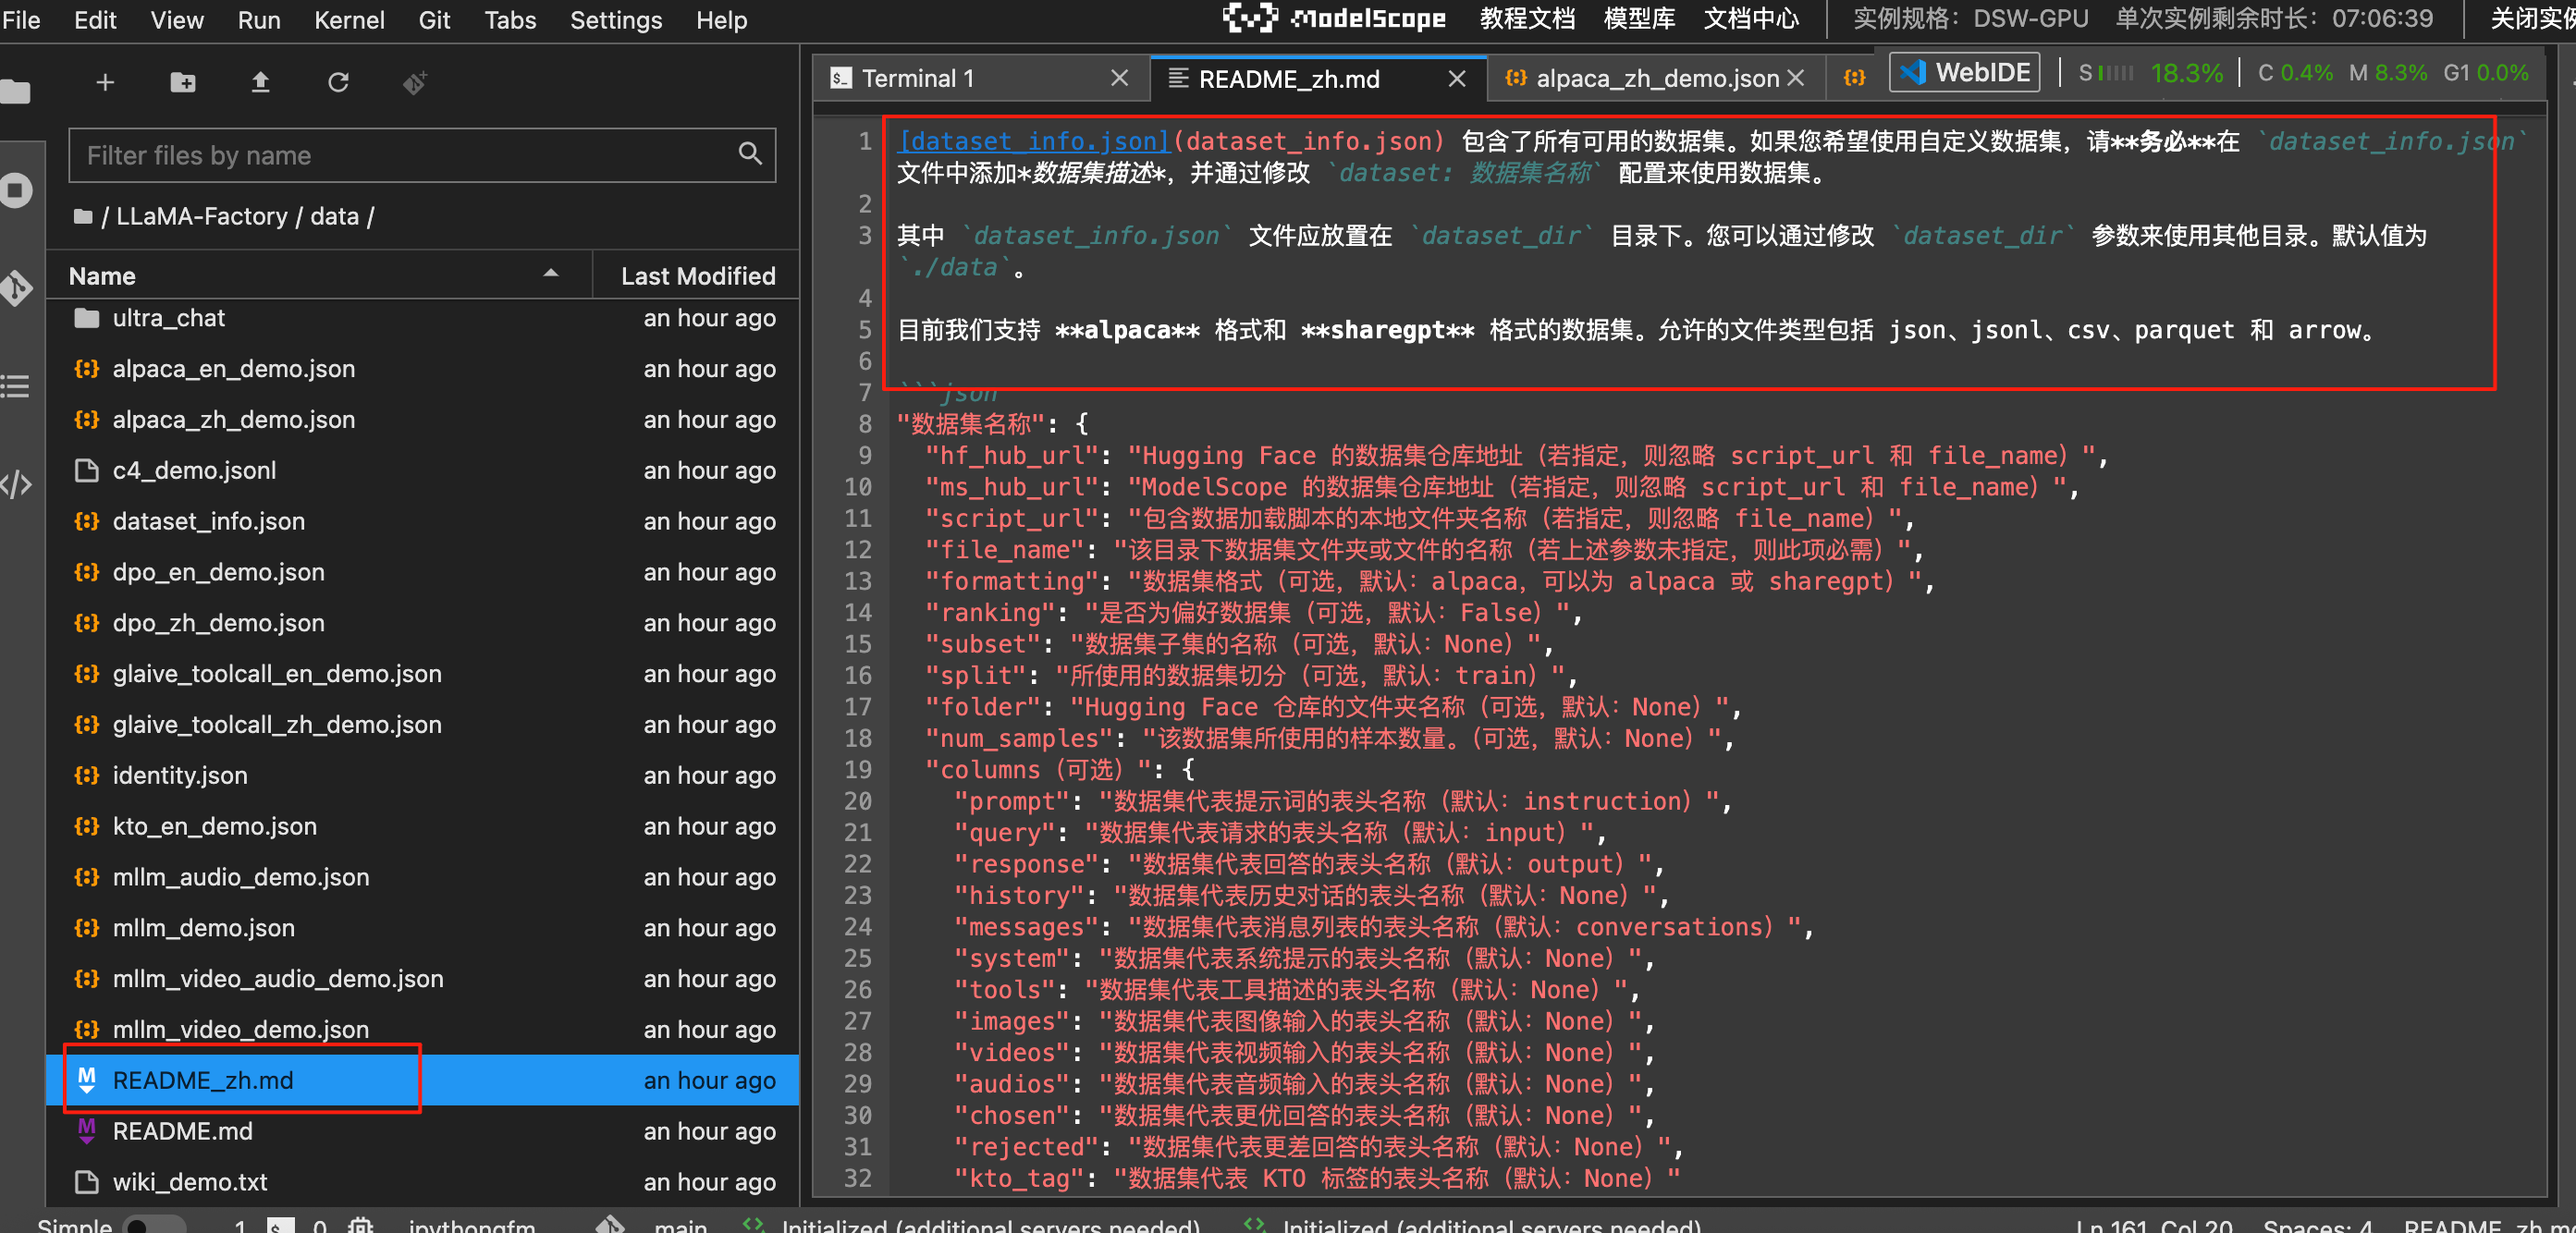 File Edit View Run Kernel Git Tabs Settings Help
ModelScope 教程文档 模型库 文档中心 实例规格：DSW-GPU 单次实例剩余时长：07:06:39 关闭实例
Terminal 1
README_zh.md
alpaca_zh_demo.json
WebIDE
S 18.3% C 0.4% M 8.3% G1 0.0%
Filter files by name
/ LLaMA-Factory / data /
Name Last Modified
ultra_chat an hour ago
alpaca_en_demo.json an hour ago
alpaca_zh_demo.json an hour ago
c4_demo.jsonl an hour ago
dataset_info.json an hour ago
dpo_en_demo.json an hour ago
dpo_zh_demo.json an hour ago
glaive_toolcall_en_demo.json an hour ago
glaive_toolcall_zh_demo.json an hour ago
identity.json an hour ago
kto_en_demo.json an hour ago
mllm_audio_demo.json an hour ago
mllm_demo.json an hour ago
mllm_video_audio_demo.json an hour ago
mllm_video_demo.json an hour ago
README_zh.md an hour ago
README.md an hour ago
wiki_demo.txt an hour ago
1 [dataset_info.json](dataset_info.json) 包含了所有可用的数据集。如果您希望使用自定义数据集，请**务必**在 `dataset_info.json`
文件中添加*数据集描述*，并通过修改 `dataset: 数据集名称` 配置来使用数据集。
2
3 其中 `dataset_info.json` 文件应放置在 `dataset_dir` 目录下。您可以通过修改 `dataset_dir` 参数来使用其他目录。默认值为
`./data`。
4
5 目前我们支持 **alpaca** 格式和 **sharegpt** 格式的数据集。允许的文件类型包括 json、jsonl、csv、parquet 和 arrow。
6
7 ```json
8 "数据集名称": {
9 "hf_hub_url": "Hugging Face 的数据集仓库地址（若指定，则忽略 script_url 和 file_name）",
10 "ms_hub_url": "ModelScope 的数据集仓库地址（若指定，则忽略 script_url 和 file_name）",
11 "script_url": "包含数据加载脚本的本地文件夹名称（若指定，则忽略 file_name）",
12 "file_name": "该目录下数据集文件夹或文件的名称（若上述参数未指定，则此项必需）",
13 "formatting": "数据集格式（可选，默认：alpaca，可以为 alpaca 或 sharegpt）",
14 "ranking": "是否为偏好数据集（可选，默认：False）",
15 "subset": "数据集子集的名称（可选，默认：None）",
16 "split": "所使用的数据集切分（可选，默认：train）",
17 "folder": "Hugging Face 仓库的文件夹名称（可选，默认：None）",
18 "num_samples": "该数据集所使用的样本数量。（可选，默认：None）",
19 "columns（可选）": {
20 "prompt": "数据集代表提示词的表头名称（默认：instruction）",
21 "query": "数据集代表请求的表头名称（默认：input）",
22 "response": "数据集代表回答的表头名称（默认：output）",
23 "history": "数据集代表历史对话的表头名称（默认：None）",
24 "messages": "数据集代表消息列表的表头名称（默认：conversations）",
25 "system": "数据集代表系统提示的表头名称（默认：None）",
26 "tools": "数据集代表工具描述的表头名称（默认：None）",
27 "images": "数据集代表图像输入的表头名称（默认：None）",
28 "videos": "数据集代表视频输入的表头名称（默认：None）",
29 "audios": "数据集代表音频输入的表头名称（默认：None）",
30 "chosen": "数据集代表更优回答的表头名称（默认：None）",
31 "rejected": "数据集代表更差回答的表头名称（默认：None）",
32 "kto_tag": "数据集代表 KTO 标签的表头名称（默认：None）"
Simple 1 0 ipythongfm main Initialized (additional servers needed) Initialized (additional servers needed) Ln 161, Col 20 Spaces: 4 README_zh.md